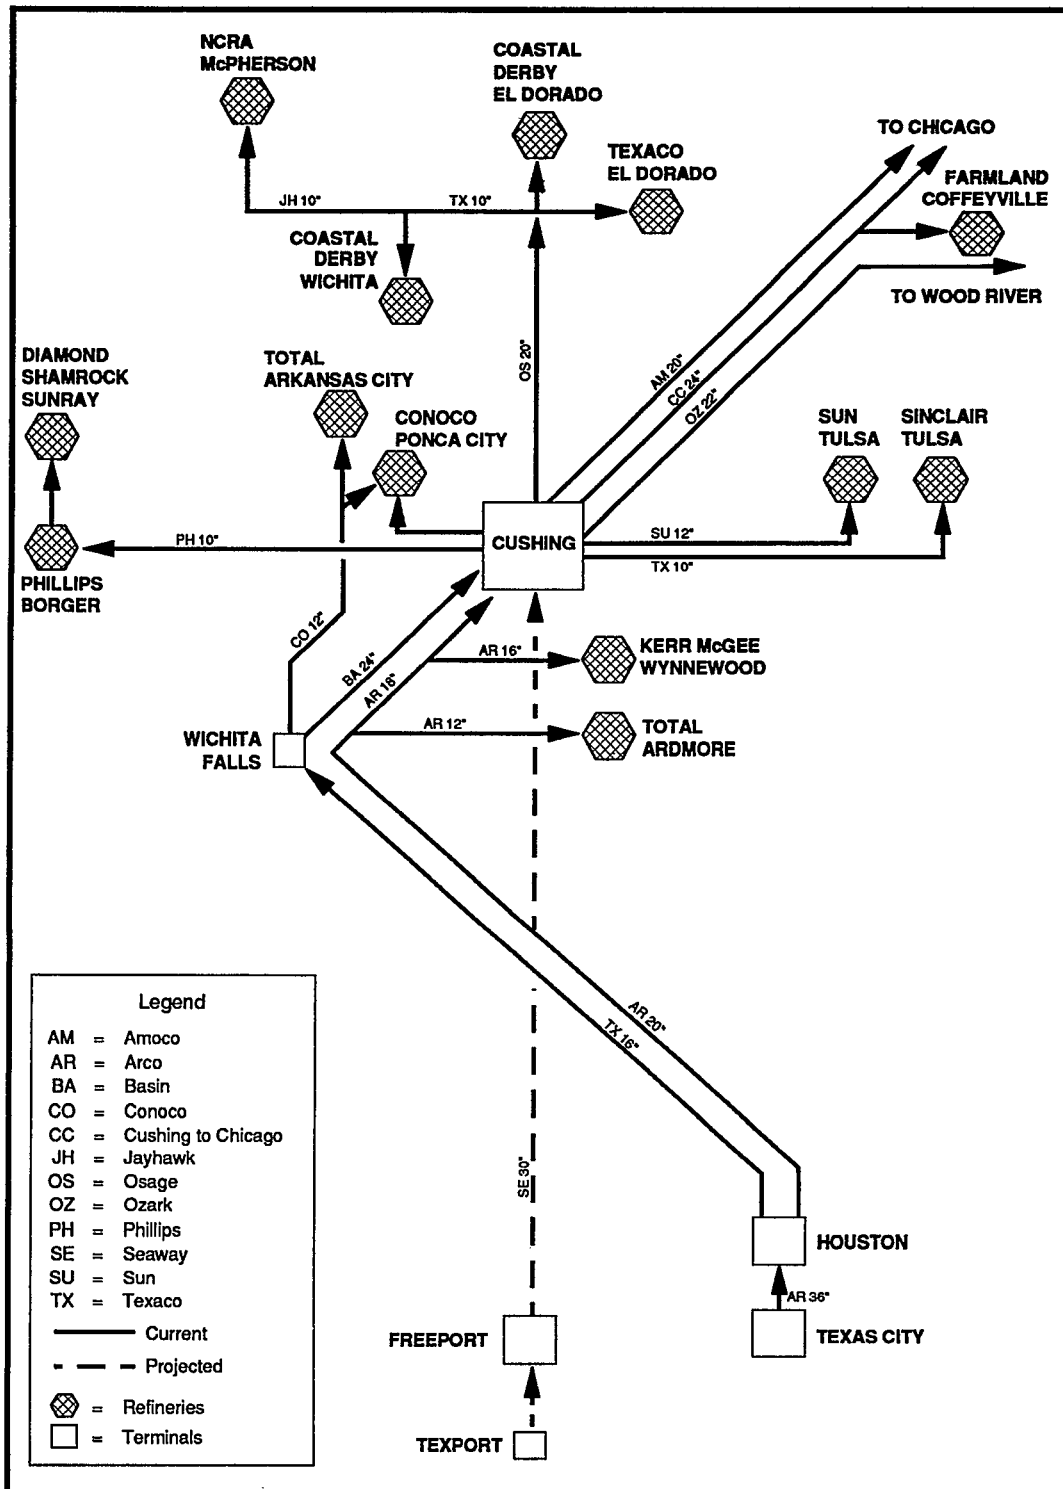 NCRA
McPHERSON
COASTAL
DERBY
EL DORADO
TO CHICAGO
TEXACO
EL DORADO
FARMLAND
COFFEYVILLE
JH 10"
TX 10"
COASTAL
DERBY
WICHITA
TO WOOD RIVER
DIAMOND
SHAMROCK
SUNRAY
TOTAL
ARKANSAS CITY
OS 20"
AM 20"
CC 24"
OZ 22"
CONOCO
PONCA CITY
SUN
TULSA
SINCLAIR
TULSA
PH 10"
CUSHING
SU 12"
TX 10"
PHILLIPS
BORGER
CO 12"
BA 24"
AR 18"
AR 16"
KERR McGEE
WYNNEWOOD
AR 12"
TOTAL
ARDMORE
WICHITA
FALLS
AR 20"
TX 16"
SE 30"
HOUSTON
AR 36"
TEXAS CITY
FREEPORT
TEXPORT
Legend
AM = Amoco
AR = Arco
BA = Basin
CO = Conoco
CC = Cushing to Chicago
JH = Jayhawk
OS = Osage
OZ = Ozark
PH = Phillips
SE = Seaway
SU = Sun
TX = Texaco
Current
Projected
= Refineries
= Terminals